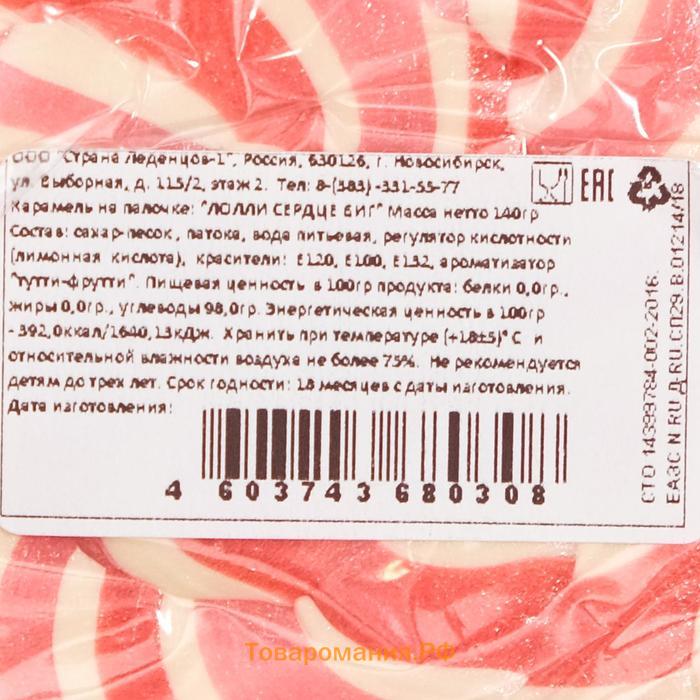 ООО "Страна Леденцов-1", Россия, 630126, г. Новосибирск,
ул. Выборная, д. 115/2, этаж 2. Тел: 8-(383)-331-55-77
Карамель на палочке: "ЛОЛЛИ СЕРДЦЕ БИГ" Масса нетто 140гр
Состав: сахар-песок, патока, вода питьевая, регулятор кислотности
(лимонная кислота), красители: Е120, Е100, Е132, ароматизатор
"тутти-фрутти". Пищевая ценность в 100гр продукта: белки 0,0гр.,
жиры 0,0гр., углеводы 98,0гр. Энергетическая ценность в 100гр
- 392,0ккал/1640,13кДж. Хранить при температуре (+18±5)°С и
относительной влажности воздуха не более 75%. Не рекомендуется
детям до трех лет. Срок годности: 18 месяцев с даты изготовления.
Дата изготовления:
4 603743 680308
EAC
СТО 14399784-002-2016.
ЕАЭС N RU Д-RU.СП29.В.01214/18
Товаромания.РФ